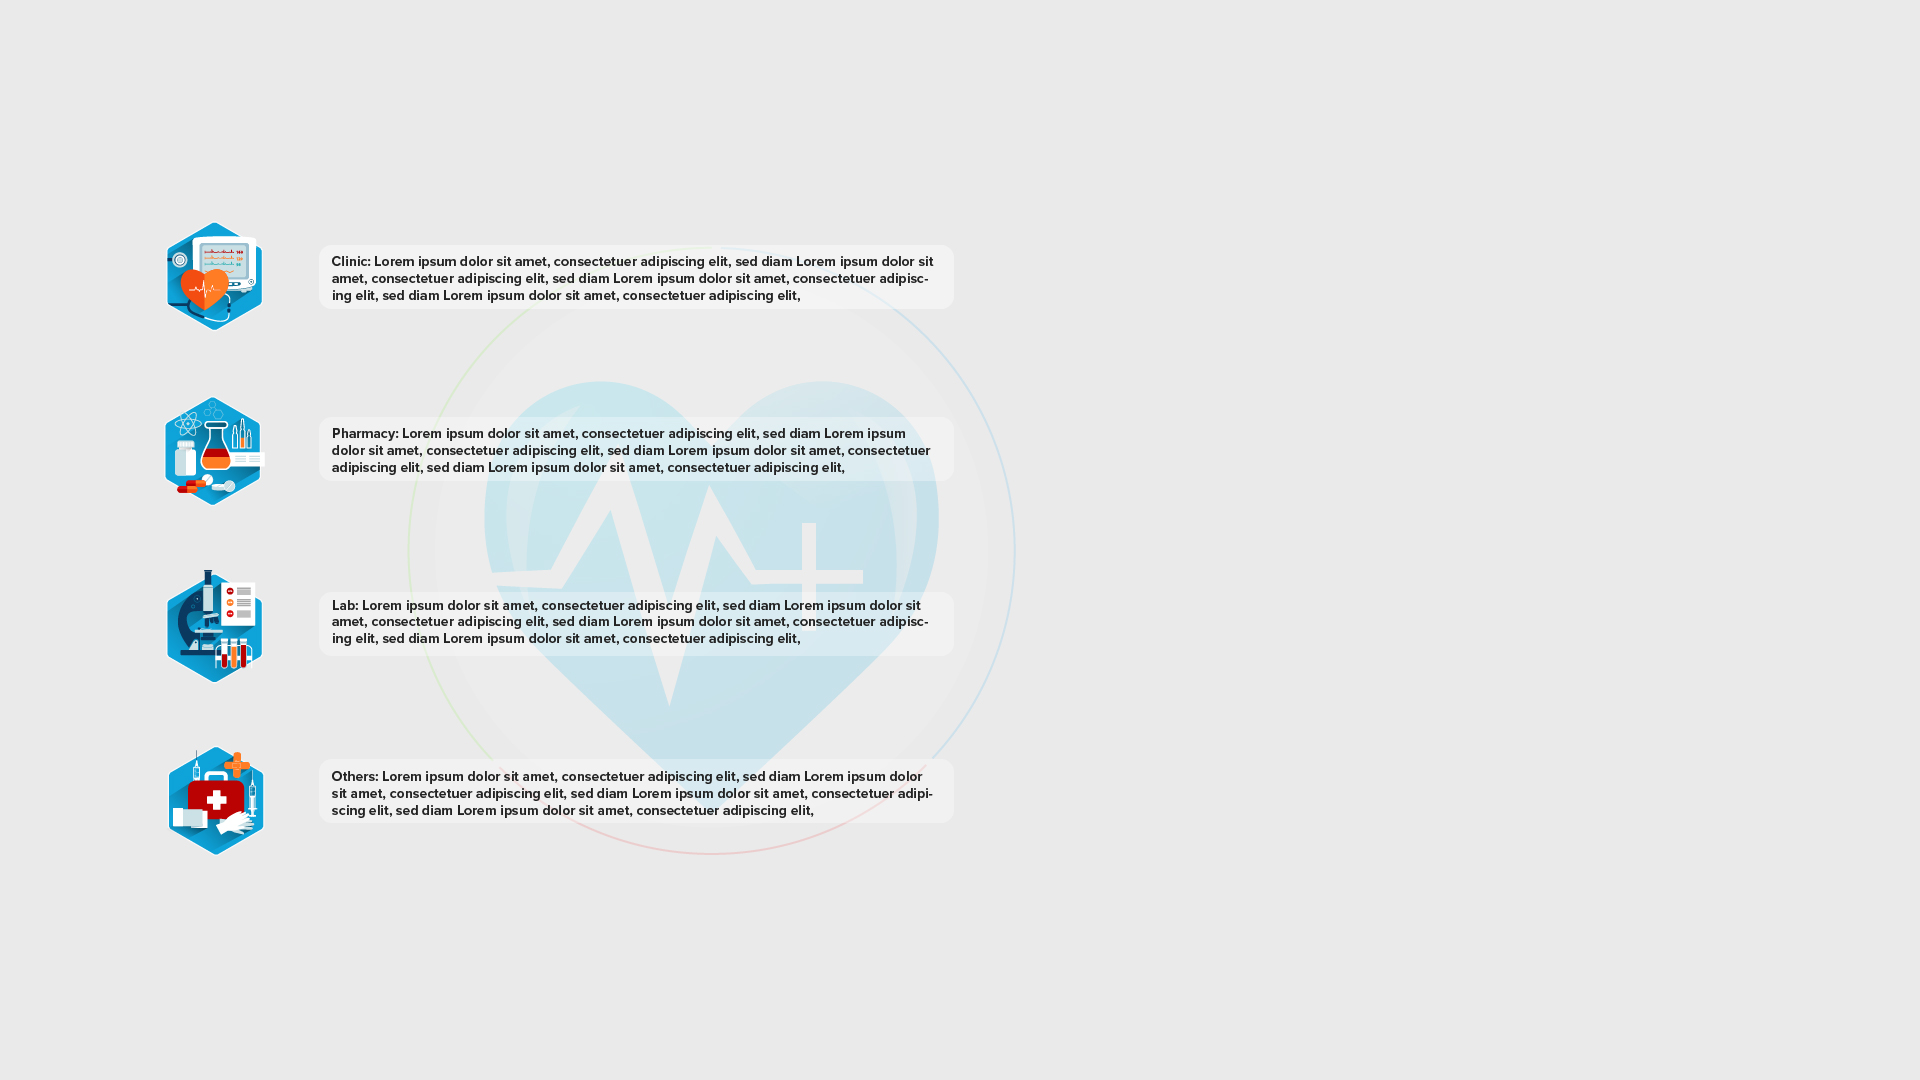 Clinic: Lorem ipsum dolor sit amet, consectetuer adipiscing elit, sed diam Lorem ipsum dolor sit
amet, consectetuer adipiscing elit, sed diam Lorem ipsum dolor sit amet, consectetuer adipisc-
ing elit, sed diam Lorem ipsum dolor sit amet, consectetuer adipiscing elit,
Pharmacy: Lorem ipsum dolor sit amet, consectetuer adipiscing elit, sed diam Lorem ipsum
dolor sit amet, consectetuer adipiscing elit, sed diam Lorem ipsum dolor sit amet, consectetuer
adipiscing elit, sed diam Lorem ipsum dolor sit amet, consectetuer adipiscing elit,
Lab: Lorem ipsum dolor sit amet, consectetuer adipiscing elit, sed diam Lorem ipsum dolor sit
amet, consectetuer adipiscing elit, sed diam Lorem ipsum dolor sit amet, consectetuer adipisc-
ing elit, sed diam Lorem ipsum dolor sit amet, consectetuer adipiscing elit,
Others: Lorem ipsum dolor sit amet, consectetuer adipiscing elit, sed diam Lorem ipsum dolor
sit amet, consectetuer adipiscing elit, sed diam Lorem ipsum dolor sit amet, consectetuer adipi-
scing elit, sed diam Lorem ipsum dolor sit amet, consectetuer adipiscing elit,